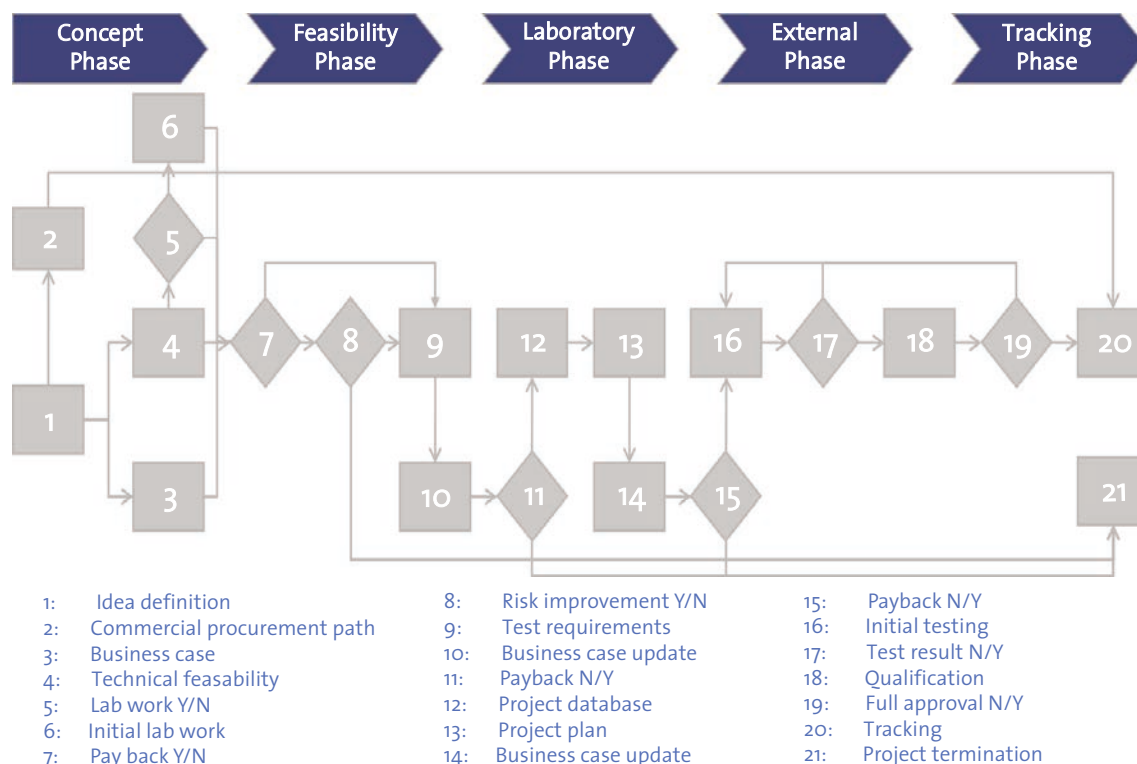 Concept
Phase
Feasibility
Phase
Laboratory
Phase
External
Phase
Tracking
Phase
6
2
5
4
7
8
9
12
13
16
17
18
19
20
1
3
10
11
14
15
21
1: Idea definition
2: Commercial procurement path
3: Business case
4: Technical feasability
5: Lab work Y/N
6: Initial lab work
7: Pay back Y/N
8: Risk improvement Y/N
9: Test requirements
10: Business case update
11: Payback N/Y
12: Project database
13: Project plan
14: Business case update
15: Payback N/Y
16: Initial testing
17: Test result N/Y
18: Qualification
19: Full approval N/Y
20: Tracking
21: Project termination